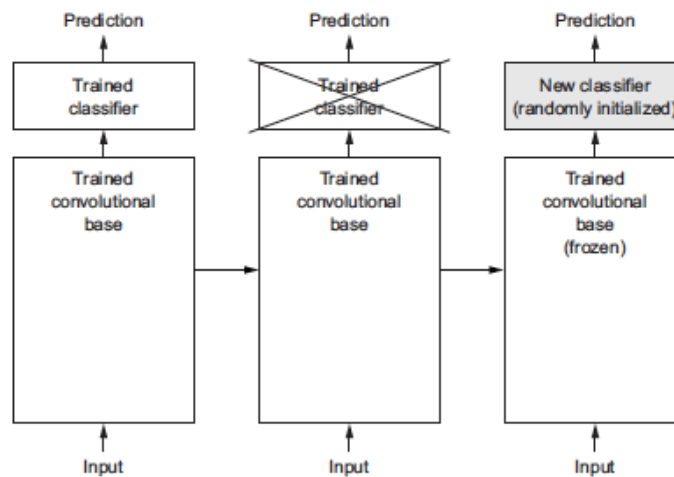 Prediction
Prediction
Prediction
Trained
classifier
Trained
classifier
New classifier
(randomly initialized)
Trained
convolutional
base
Trained
convolutional
base
Trained
convolutional
base
(frozen)
Input
Input
Input